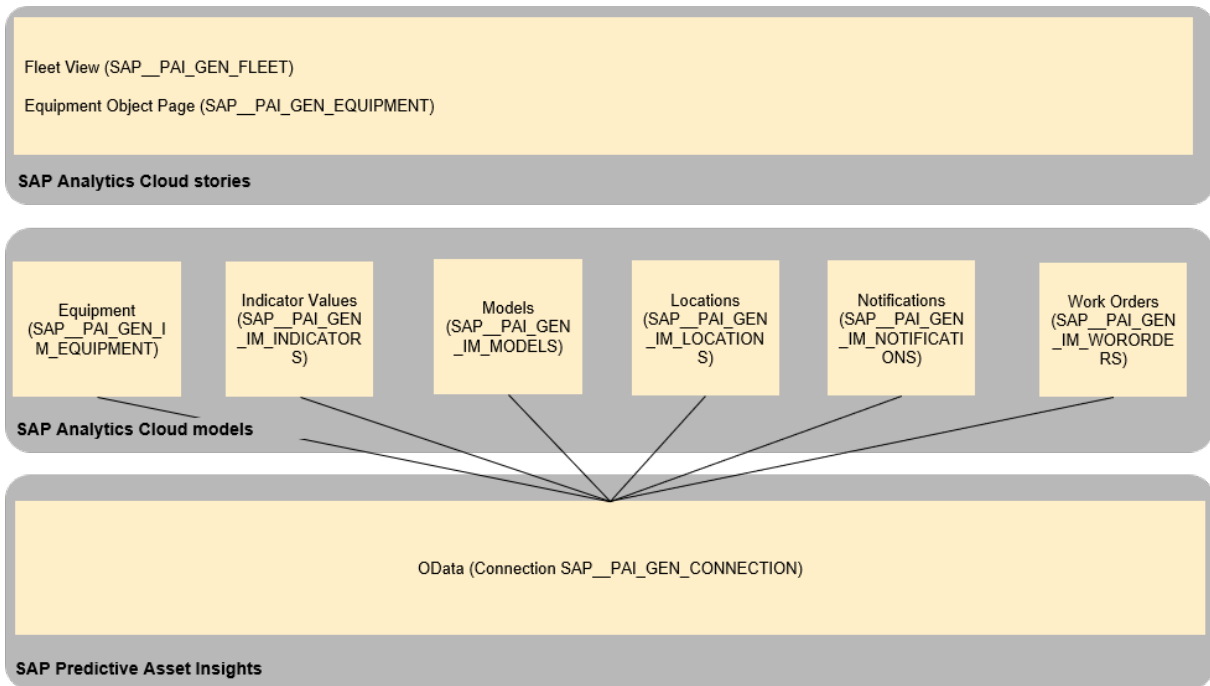 Fleet View (SAP__PAI_GEN_FLEET)
Equipment Object Page (SAP__PAI_GEN_EQUIPMENT)
SAP Analytics Cloud stories
Equipment
(SAP__PAI_GEN_I
M_EQUIPMENT)
Indicator Values
(SAP__PAI_GEN
_IM_INDICATOR
S)
Models
(SAP__PAI_GEN
_IM_MODELS)
Locations
(SAP__PAI_GEN
_IM_LOCATION
S)
Notifications
(SAP__PAI_GEN
_IM_NOTIFICATI
ONS)
Work Orders
(SAP__PAI_GEN
_IM_WORORDE
RS)
SAP Analytics Cloud models
OData (Connection SAP__PAI_GEN_CONNECTION)
SAP Predictive Asset Insights